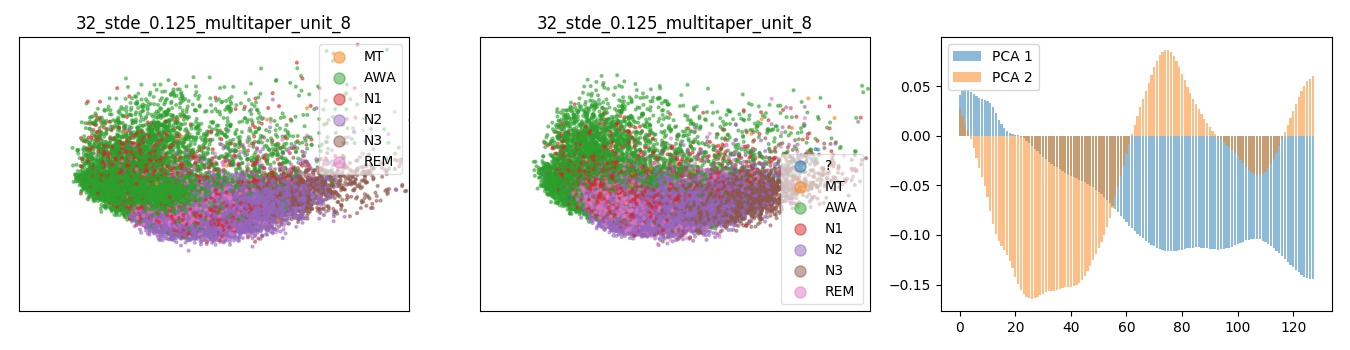 32_stde_0.125_multitaper_unit_8
MT
AWA
N1
N2
N3
REM
32_stde_0.125_multitaper_unit_8
?
MT
AWA
N1
N2
N3
REM
PCA 1
PCA 2
0.05
0.00
−0.05
−0.10
−0.15
0 20 40 60 80 100 120